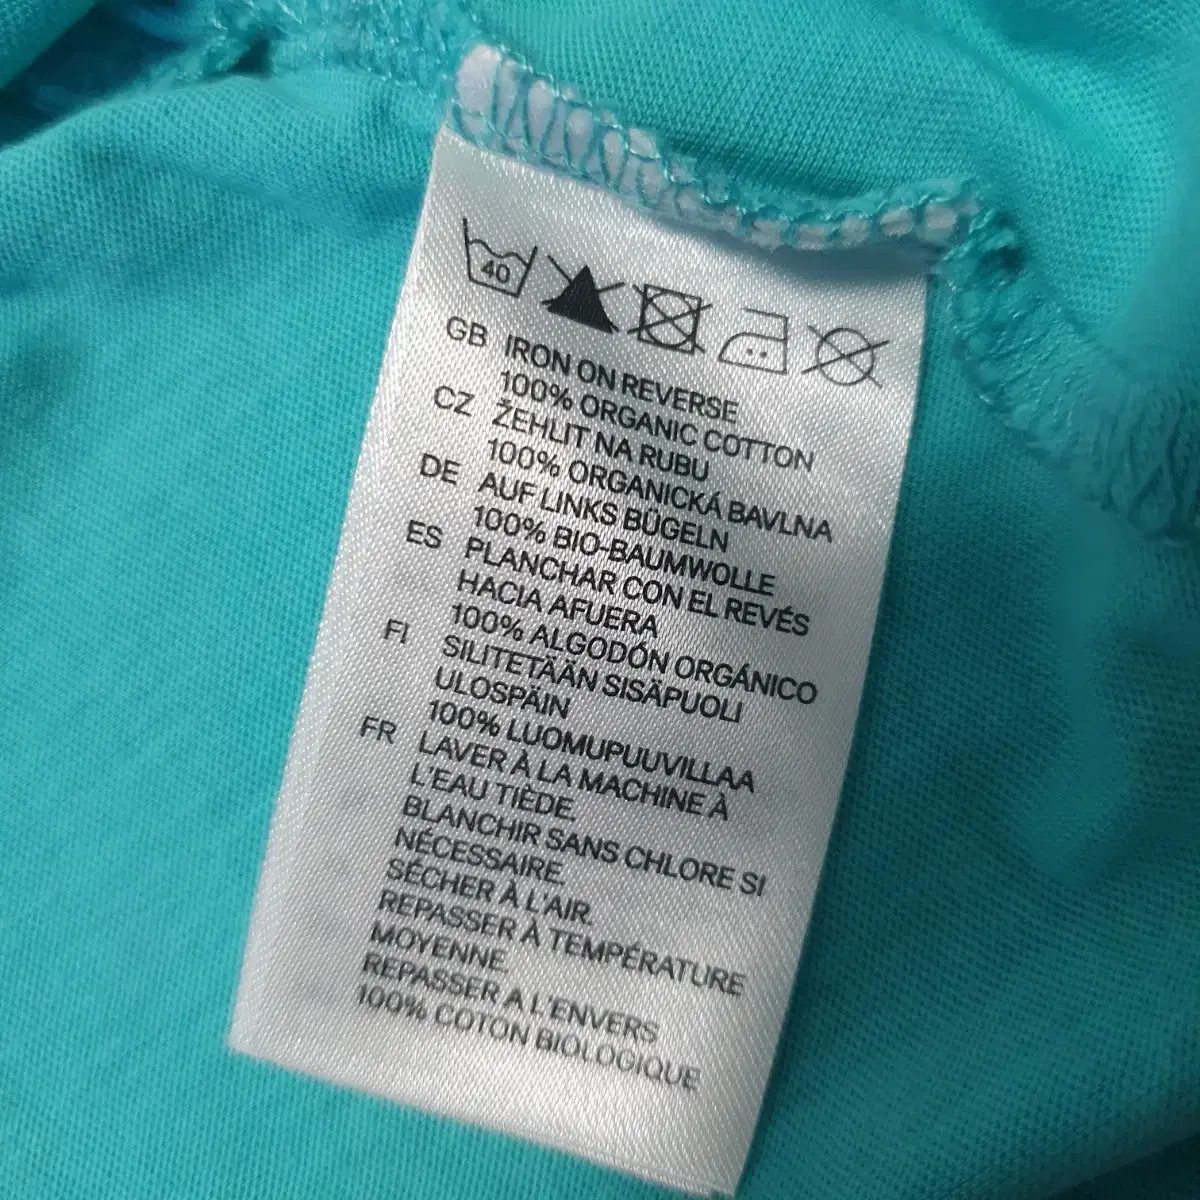 40
GB IRON ON REVERSE
100% ORGANIC COTTON
CZ ŽEHLIT NA RUBU
100% ORGANICKÁ BAVLNA
DE AUF LINKS BÜGELN
100% BIO-BAUMWOLLE
ES PLANCHAR CON EL REVÉS
HACIA AFUERA
100% ALGODÓN ORGÁNICO
FI SILITETÄÄN SISÄPUOLI
ULOSPÄIN
100% LUOMUPUUVILLAA
FR LAVER À LA MACHINE À
L'EAU TIÈDE.
BLANCHIR SANS CHLORE SI
NÉCESSAIRE.
SÉCHER À L'AIR.
REPASSER À TEMPÉRATURE
MOYENNE.
REPASSER A L'ENVERS
100% COTON BIOLOGIQUE